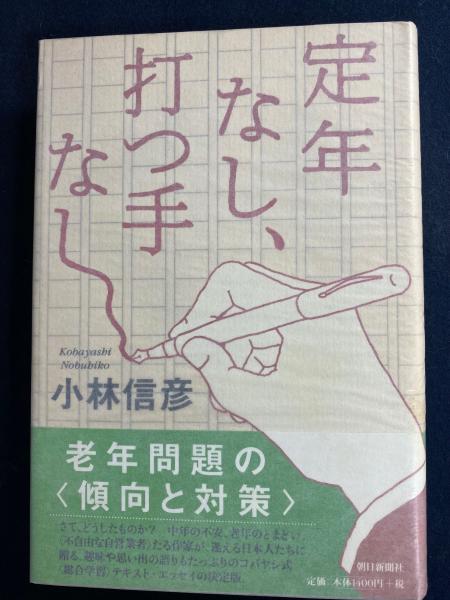 定年
なし、
打つ手
なし
Kobayashi
Nobuhiko
小林信彦
老年問題の
〈傾向と対策〉
さて、どうしたものか? 中年の不安、老年のとまどい。
〈不自由な自営業者〉たる作家が、迷える日本人たちに
贈る、趣味や思い出の語りもたっぷりのコバヤシ式
〈総合学習〉テキスト・エッセイの決定版。
朝日新聞社
定価 本体1400円+税